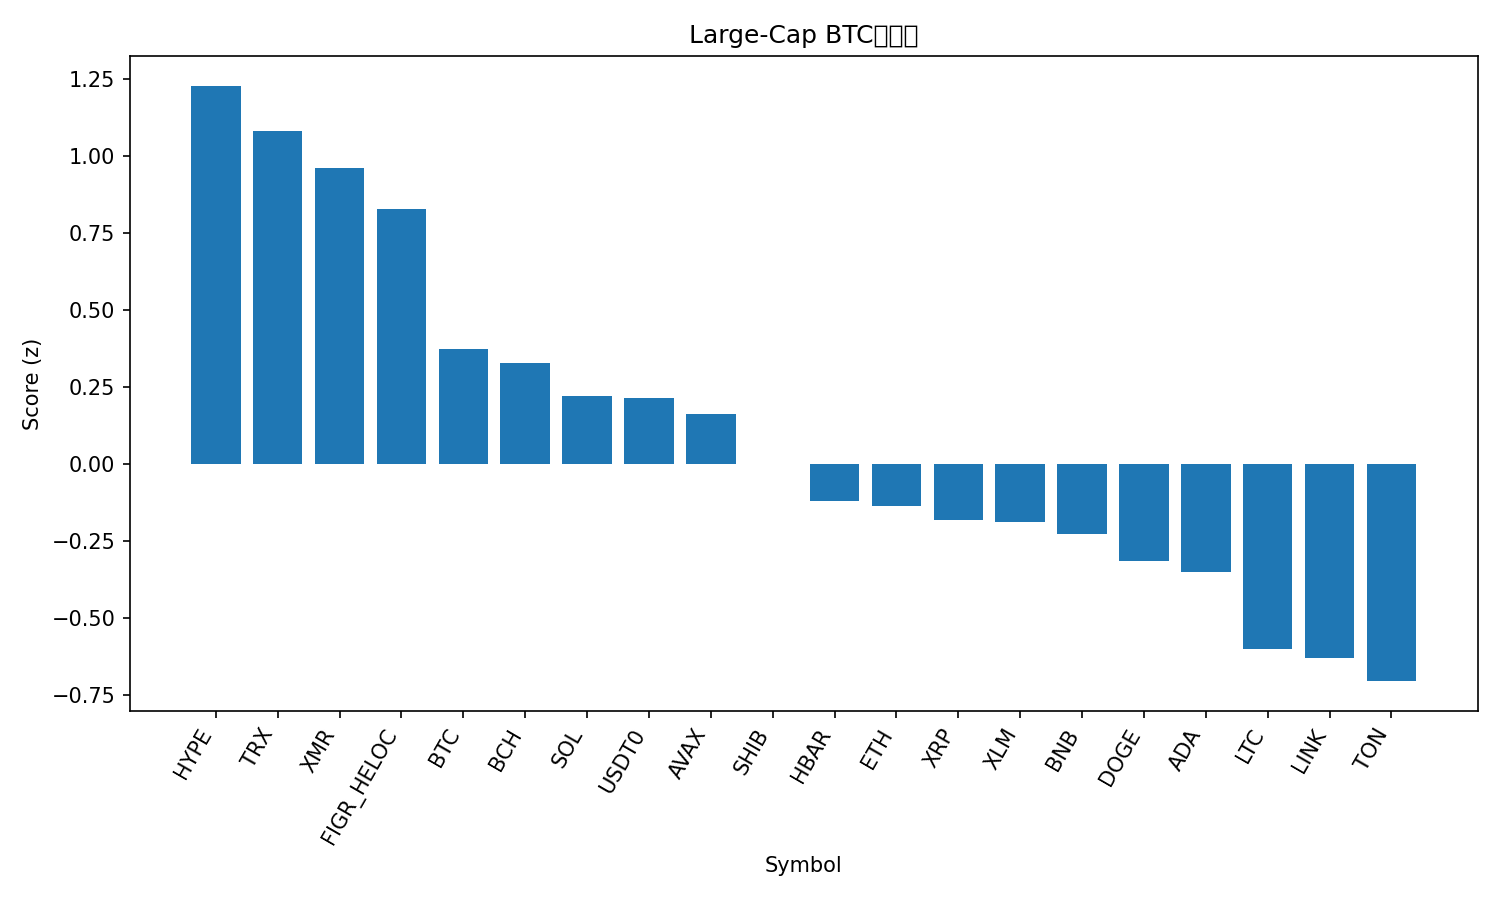 Large-Cap BTC
1.25
1.00
0.75
0.50
0.25
0.00
−0.25
−0.50
−0.75
Score (z)
HYPE
TRX
XMR
FIGR_HELOC
BTC
BCH
SOL
USDT0
AVAX
SHIB
HBAR
ETH
XRP
XLM
BNB
DOGE
ADA
LTC
LINK
TON
Symbol